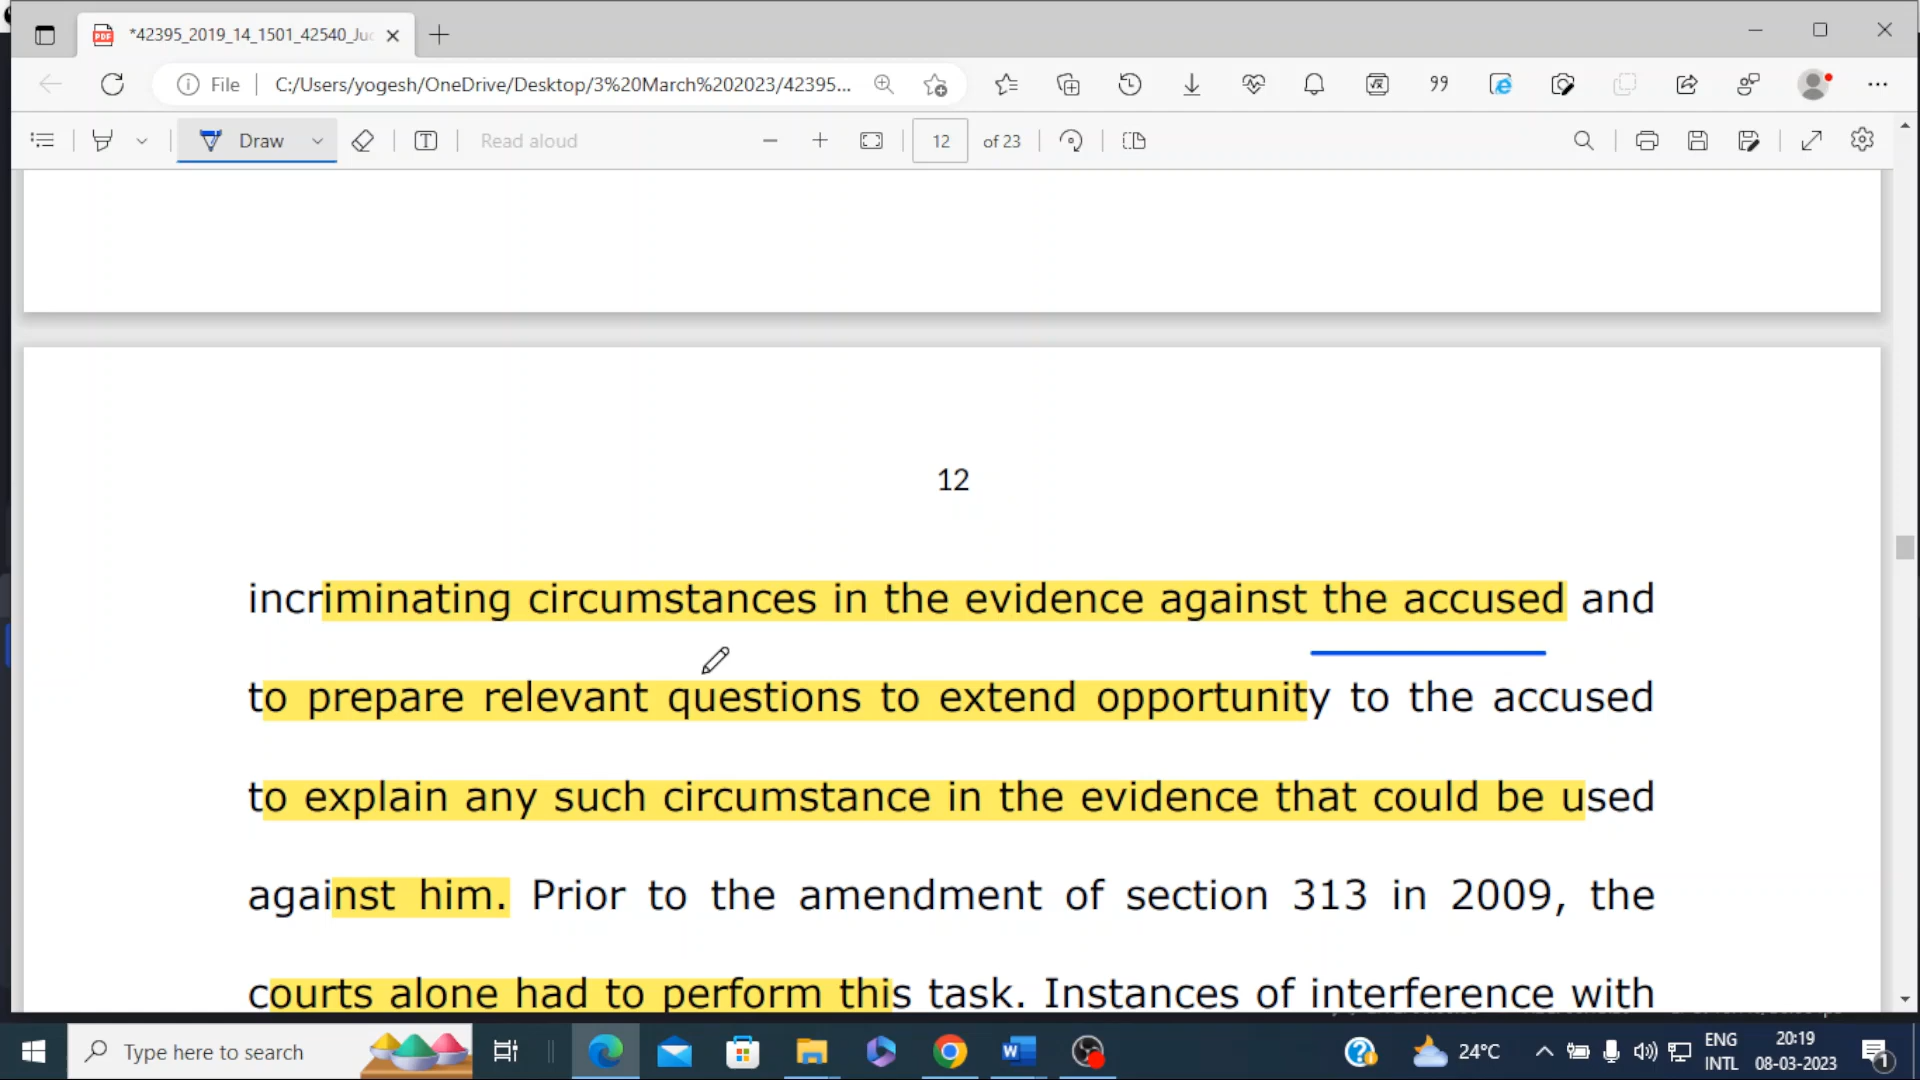 *42395_2019_14_1501_42540_Ju
File C:/Users/yogesh/OneDrive/Desktop/3%20March%202023/42395...
Draw Read aloud 12 of 23
12
incriminating circumstances in the evidence against the accused and
to prepare relevant questions to extend opportunity to the accused
to explain any such circumstance in the evidence that could be used
against him. Prior to the amendment of section 313 in 2009, the
courts alone had to perform this task. Instances of interference with
Type here to search 24°C ENG INTL 20:19 08-03-2023 1